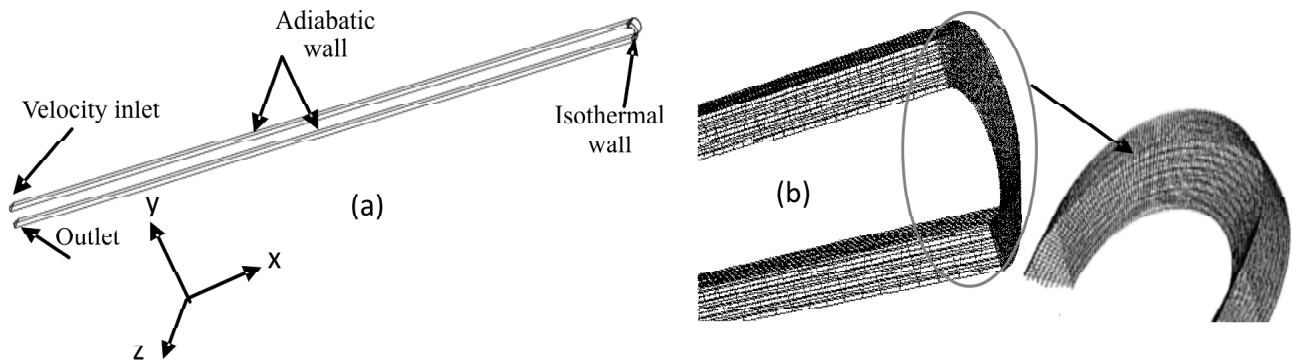 Adiabatic
wall
Velocity inlet
Isothermal
wall
(a)
(b)
y
Outlet
x
z